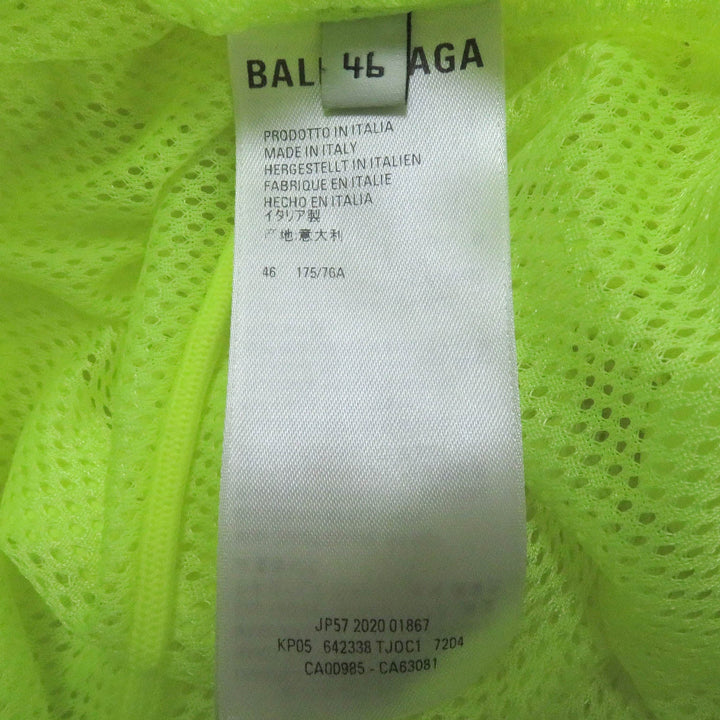 BAL 46 AGA
PRODOTTO IN ITALIA
MADE IN ITALY
HERGESTELLT IN ITALIEN
FABRIQUE EN ITALIE
HECHO EN ITALIA
イタリア製
产地:意大利
46 175/76A
JP57 2020 01867
KP05 642338 TJOC1 7204
CA00985 - CA63081